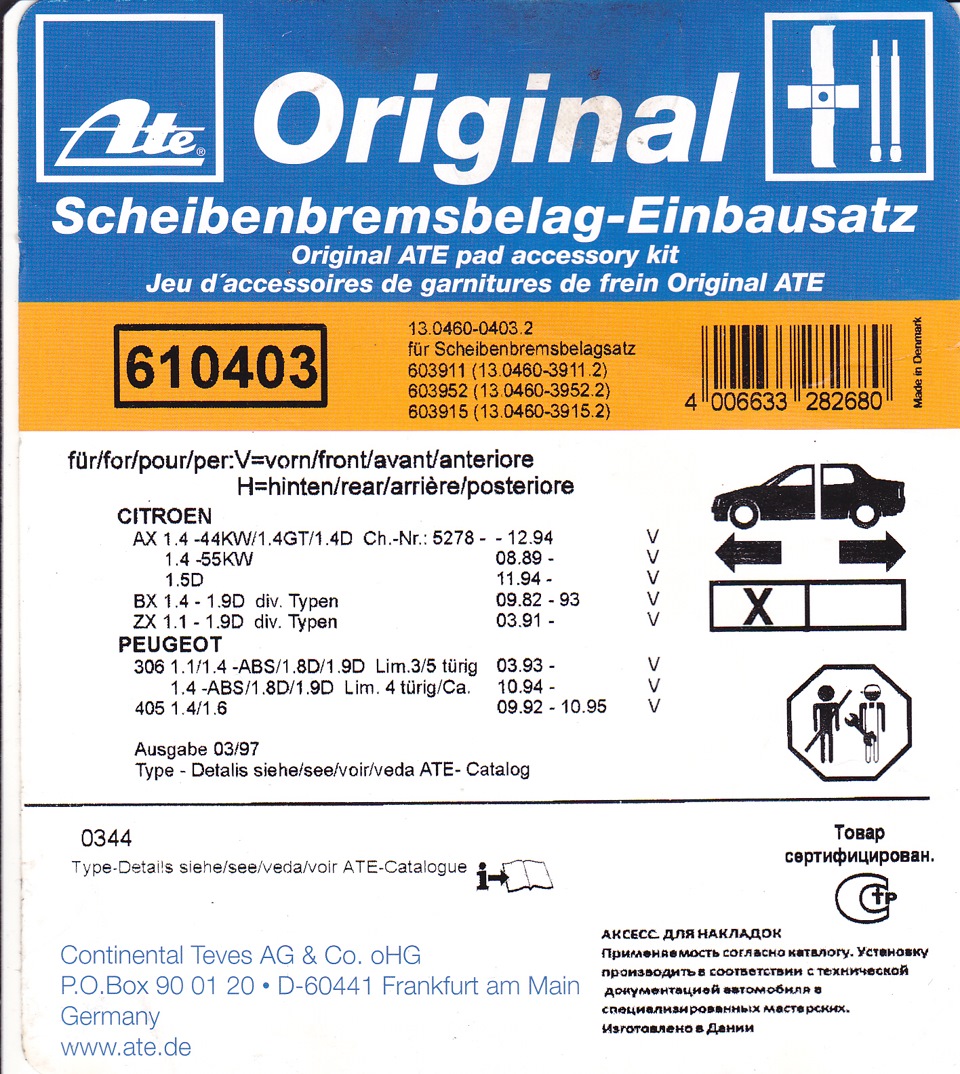 Ate®
Original
Scheibenbremsbelag-Einbausatz
Original ATE pad accessory kit
Jeu d´accessoires de garnitures de frein Original ATE
610403
13.0460-0403.2
für Scheibenbremsbelagsatz
603911 (13.0460-3911.2)
603952 (13.0460-3952.2)
603915 (13.0460-3915.2)
4 006633 282680
Made in Denmark
für/for/pour/per:V=vorn/front/avant/anteriore
H=hinten/rear/arrière/posteriore
CITROEN
AX 1.4 -44KW/1.4GT/1.4D Ch.-Nr.: 5278 - - 12.94 V
1.4 -55KW 08.89 - V
1.5D 11.94 - V
BX 1.4 - 1.9D div. Typen 09.82 - 93 V
ZX 1.1 - 1.9D div. Typen 03.91 - V
PEUGEOT
306 1.1/1.4 -ABS/1.8D/1.9D Lim.3/5 türig 03.93 - V
1.4 -ABS/1.8D/1.9D Lim. 4 türig/Ca. 10.94 - V
405 1.4/1.6 09.92 - 10.95 V
X
Ausgabe 03/97
Type - Detalis siehe/see/voir/veda ATE- Catalog
0344
Type-Details siehe/see/veda/voir ATE-Catalogue
i
Товар
сертифицирован.
СТР
Continental Teves AG & Co. oHG
P.O.Box 90 01 20 • D-60441 Frankfurt am Main
Germany
www.ate.de
АКСЕСС. ДЛЯ НАКЛАДОК
Применяемость согласно каталогу. Установку
производить в соответствии с технической
документацией автомобиля в
специализированных мастерских.
Изготовлено в Дании